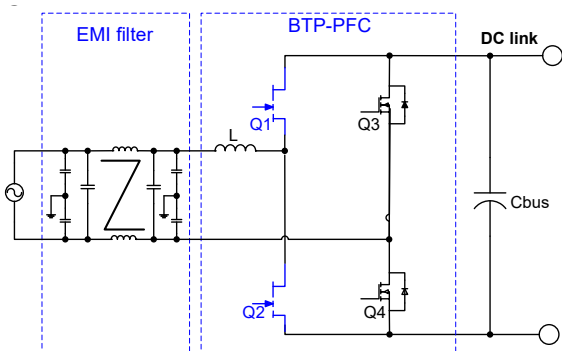 EMI filter
BTP-PFC
DC link
Q1
Q3
L
Cbus
Q2
Q4